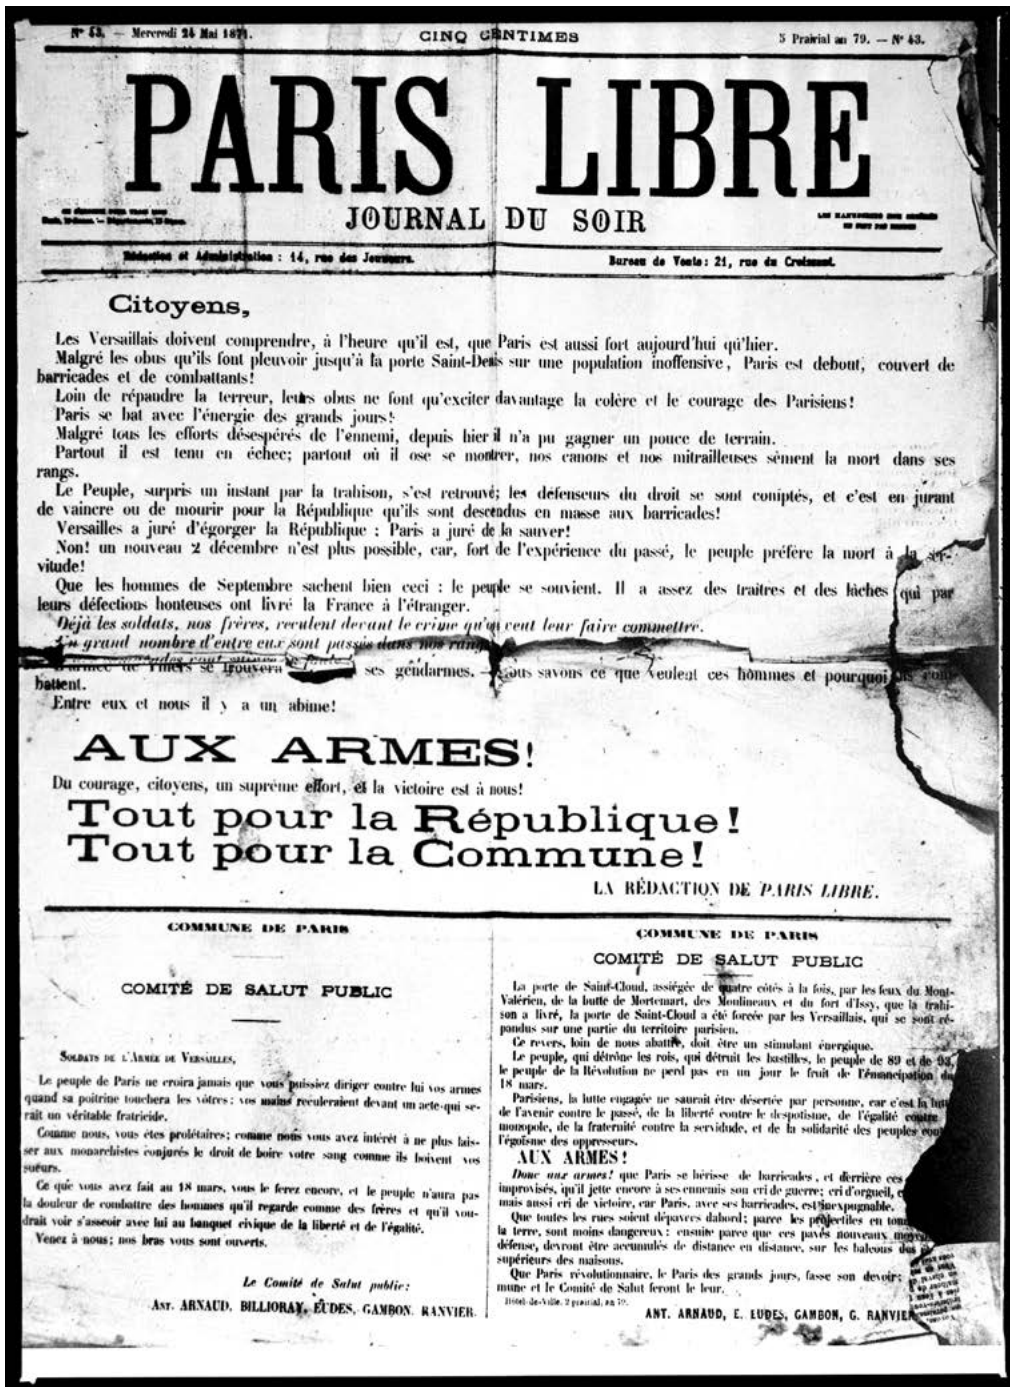 N° 43. — Mercredi 24 Mai 1871.
CINQ CENTIMES
5 Prairial an 79. — N° 43.
PARIS LIBRE
JOURNAL DU SOIR
LES MANUSCRITS NON INSÉRÉS
NE SONT PAS RENDUS
Rédaction et Administration : 14, rue des Jeuneurs.
Bureau de Vente : 21, rue du Croissant.
Citoyens,
Les Versaillais doivent comprendre, à l'heure qu'il est, que Paris est aussi fort aujourd'hui qu'hier.
Malgré les obus qu'ils font pleuvoir jusqu'à la porte Saint-Denis sur une population inoffensive, Paris est debout, couvert de
barricades et de combattants!
Loin de répandre la terreur, leurs obus ne font qu'exciter davantage la colère et le courage des Parisiens!
Paris se bat avec l'énergie des grands jours!
Malgré tous les efforts désespérés de l'ennemi, depuis hier il n'a pu gagner un pouce de terrain.
Partout il est tenu en échec; partout où il ose se montrer, nos canons et nos mitrailleuses sèment la mort dans ses
rangs.
Le Peuple, surpris un instant par la trahison, s'est retrouvé; les défenseurs du droit se sont comptés, et c'est en jurant
de vaincre ou de mourir pour la République qu'ils sont descendus en masse aux barricades!
Versailles a juré d'égorger la République : Paris a juré de la sauver!
Non! un nouveau 2 décembre n'est plus possible, car, fort de l'expérience du passé, le peuple préfère la mort à la ser-
vitude!
Que les hommes de Septembre sachent bien ceci : le peuple se souvient. Il a assez des traîtres et des lâches qui par
leurs défections honteuses ont livré la France à l'étranger.
Déjà les soldats, nos frères, reculent devant le crime qu'on veut leur faire commettre.
Un grand nombre d'entre eux sont passés dans nos rangs
L'armée de Thiers se trouvera ses gendarmes. — Nous savons ce que veulent ces hommes et pourquoi ils com-
battent.
Entre eux et nous il y a un abîme!
AUX ARMES!
Du courage, citoyens, un suprême effort, et la victoire est à nous!
Tout pour la République!
Tout pour la Commune!
LA RÉDACTION DE PARIS LIBRE.
COMMUNE DE PARIS
COMITÉ DE SALUT PUBLIC
SOLDATS DE L'ARMÉE DE VERSAILLES,
Le peuple de Paris ne croira jamais que vous puissiez diriger contre lui vos armes
quand sa poitrine touchera les vôtres; vos mains reculeraient devant un acte qui se-
rait un véritable fratricide.
Comme nous, vous êtes prolétaires; comme nous vous avez intérêt à ne plus lais-
ser aux monarchistes conjurés le droit de boire votre sang comme ils boivent vos
sueurs.
Ce que vous avez fait au 18 mars, vous le ferez encore, et le peuple n'aura pas
la douleur de combattre des hommes qu'il regarde comme des frères et qu'il vou-
drait voir s'asseoir avec lui au banquet civique de la liberté et de l'égalité.
Venez à nous; nos bras vous sont ouverts.
Le Comité de Salut public:
ANT. ARNAUD, BILLIORAY, EUDES, GAMBON, RANVIER.
COMMUNE DE PARIS
COMITÉ DE SALUT PUBLIC
La porte de Saint-Cloud, assiégée de quatre côtés à la fois, par les feux du Mont-
Valérien, de la butte de Mortemart, des Moulineaux et du fort d'Issy, que la trahi-
son a livré, la porte de Saint-Cloud a été forcée par les Versaillais, qui se sont ré-
pandus sur une partie du territoire parisien.
Ce revers, loin de nous abattre, doit être un stimulant énergique.
Le peuple, qui détrône les rois, qui détruit les bastilles, le peuple de 89 et de 93,
le peuple de la Révolution ne perd pas en un jour le fruit de l'émancipation du
18 mars.
Parisiens, la lutte engagée ne saurait être désertée par personne, car c'est la lutte
de l'avenir contre le passé, de la liberté contre le despotisme, de l'égalité contre
monopole, de la fraternité contre la servidude, et de la solidarité des peuples contre
l'égoïsme des oppresseurs.
AUX ARMES!
Donc aux armes! que Paris se hérisse de barricades, et derrière ces
improvisés, qu'il jette encore à ses ennemis son cri de guerre; cri d'orgueil,
mais aussi cri de victoire, car Paris, avec ses barricades, est inexpugnable.
Que toutes les rues soient dépavées dabord; parce les projectiles en
la terre, sont moins dangereux; ensuite parce que ces pavés nouveaux
défense, devront être accumulés de distance en distance, sur les balcons des
supérieurs des maisons.
Que Paris révolutionnaire, le Paris des grands jours, fasse son devoir;
mune et le Comité de Salut feront le leur.
Hôtel-de-Ville, 2 prairial, an 79.
ANT. ARNAUD, E. EUDES, GAMBON, G. RANVIER